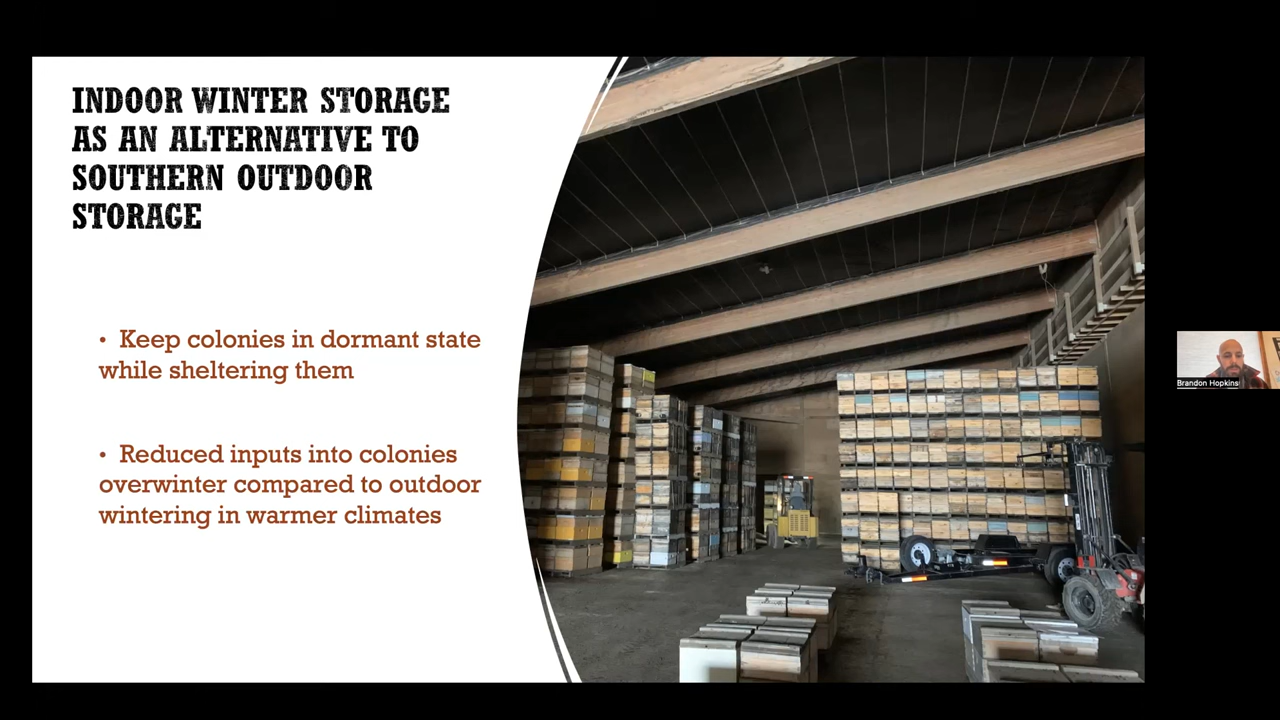 INDOOR WINTER STORAGE
AS AN ALTERNATIVE TO
SOUTHERN OUTDOOR
STORAGE
• Keep colonies in dormant state
while sheltering them
• Reduced inputs into colonies
overwinter compared to outdoor
wintering in warmer climates
Brandon Hopkins